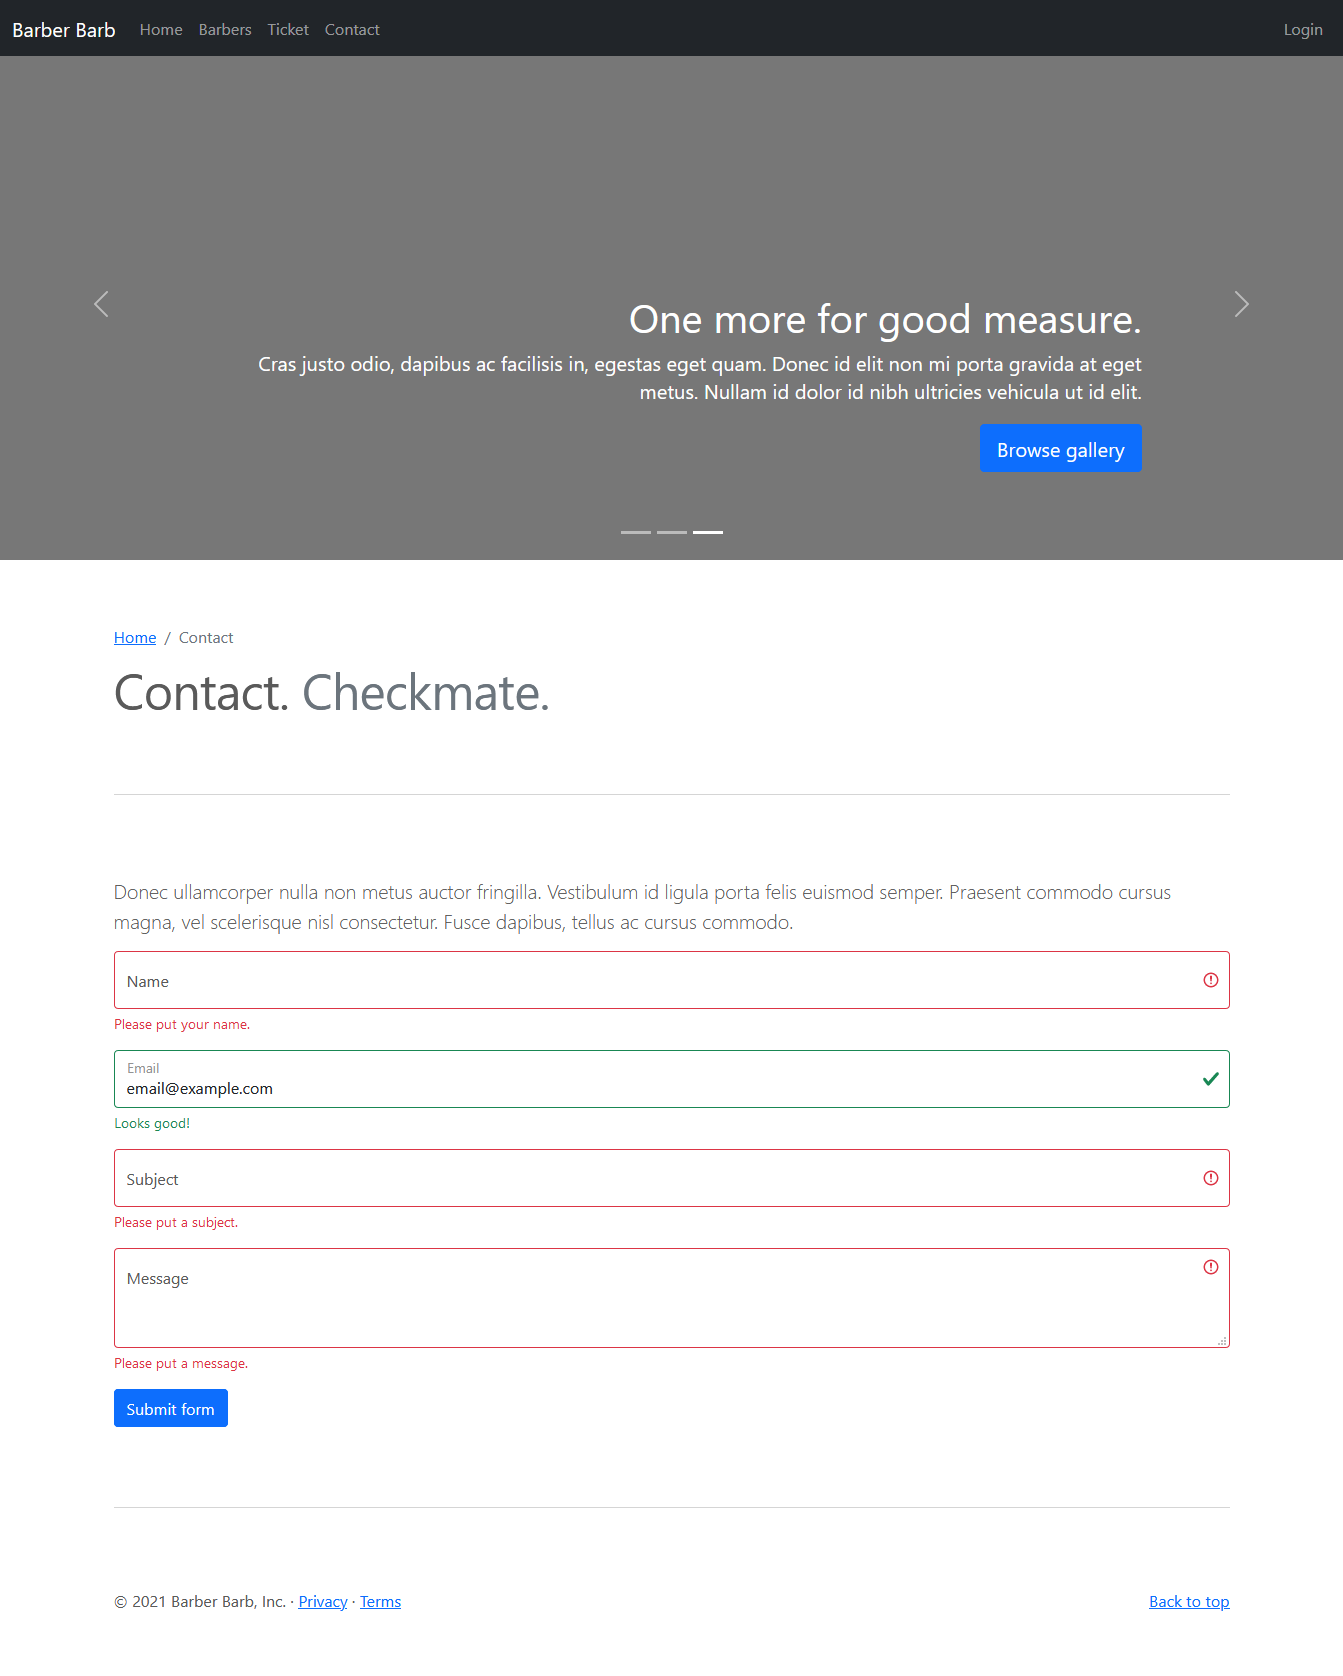 Barber Barb Home Barbers Ticket Contact Login
One more for good measure.
Cras justo odio, dapibus ac facilisis in, egestas eget quam. Donec id elit non mi porta gravida at eget
metus. Nullam id dolor id nibh ultricies vehicula ut id elit.
Browse gallery
Home / Contact
Contact. Checkmate.
Donec ullamcorper nulla non metus auctor fringilla. Vestibulum id ligula porta felis euismod semper. Praesent commodo cursus
magna, vel scelerisque nisl consectetur. Fusce dapibus, tellus ac cursus commodo.
Name
Please put your name.
Email
email@example.com
Looks good!
Subject
Please put a subject.
Message
Please put a message.
Submit form
© 2021 Barber Barb, Inc. · Privacy · Terms Back to top